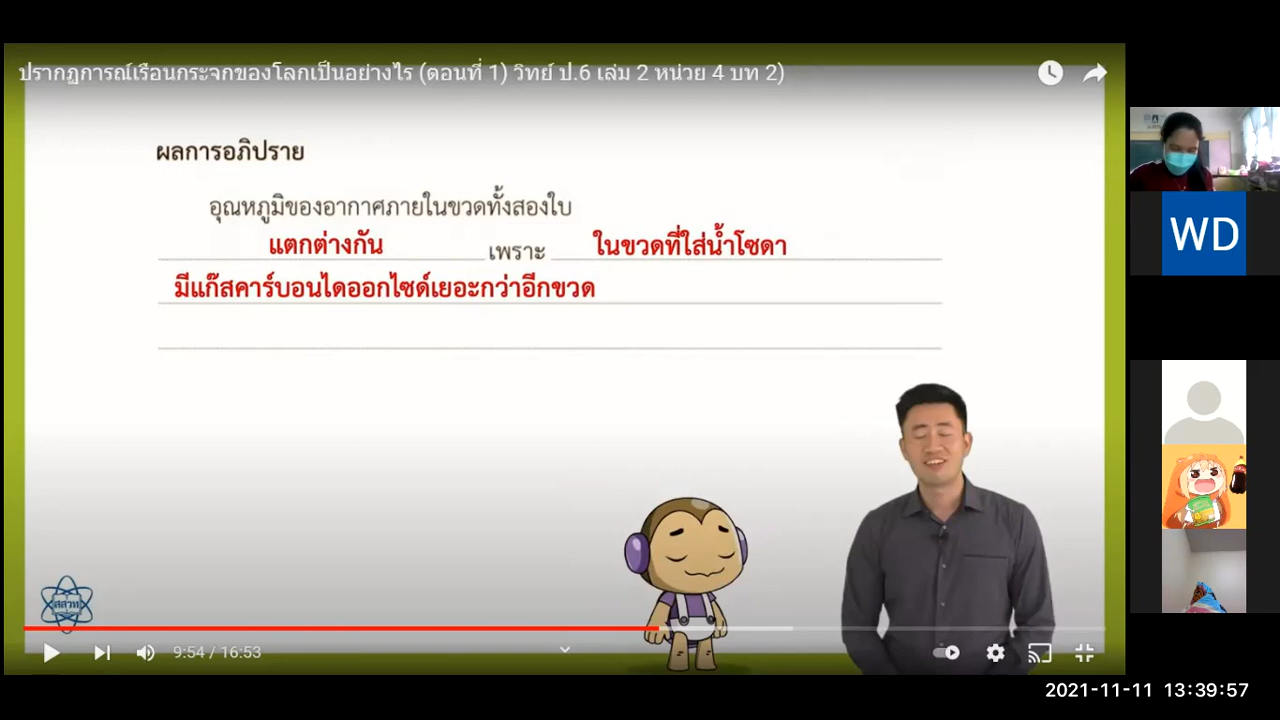 ปรากฏการณ์เรือนกระจกของโลกเป็นอย่างไร (ตอนที่ 1) วิทย์ ป.6 เล่ม 2 หน่วย 4 บท 2)
ผลการอภิปราย
อุณหภูมิของอากาศภายในขวดทั้งสองใบ
แตกต่างกัน เพราะ ในขวดที่ใส่น้ำโซดา
มีแก๊สคาร์บอนไดออกไซด์เยอะกว่าอีกขวด
WD
สสวท
9:54 / 16:53
2021-11-11 13:39:57